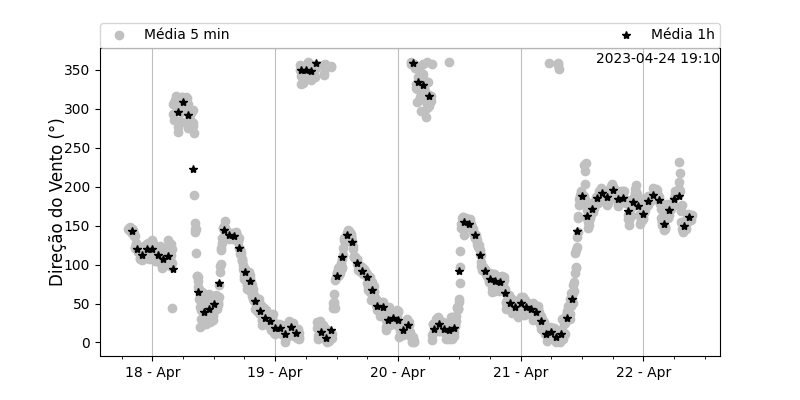 Média 5 min
Média 1h
2023-04-24 19:10
Direção do Vento (°)
350
300
250
200
150
100
50
0
18 - Apr
19 - Apr
20 - Apr
21 - Apr
22 - Apr